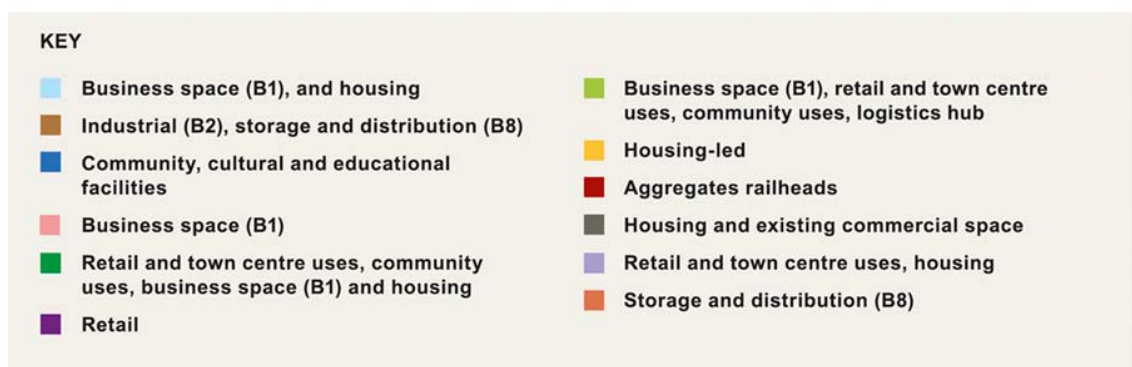 KEY
Business space (B1), and housing
Industrial (B2), storage and distribution (B8)
Community, cultural and educational
facilities
Business space (B1)
Retail and town centre uses, community
uses, business space (B1) and housing
Retail
Business space (B1), retail and town centre
uses, community uses, logistics hub
Housing-led
Aggregates railheads
Housing and existing commercial space
Retail and town centre uses, housing
Storage and distribution (B8)